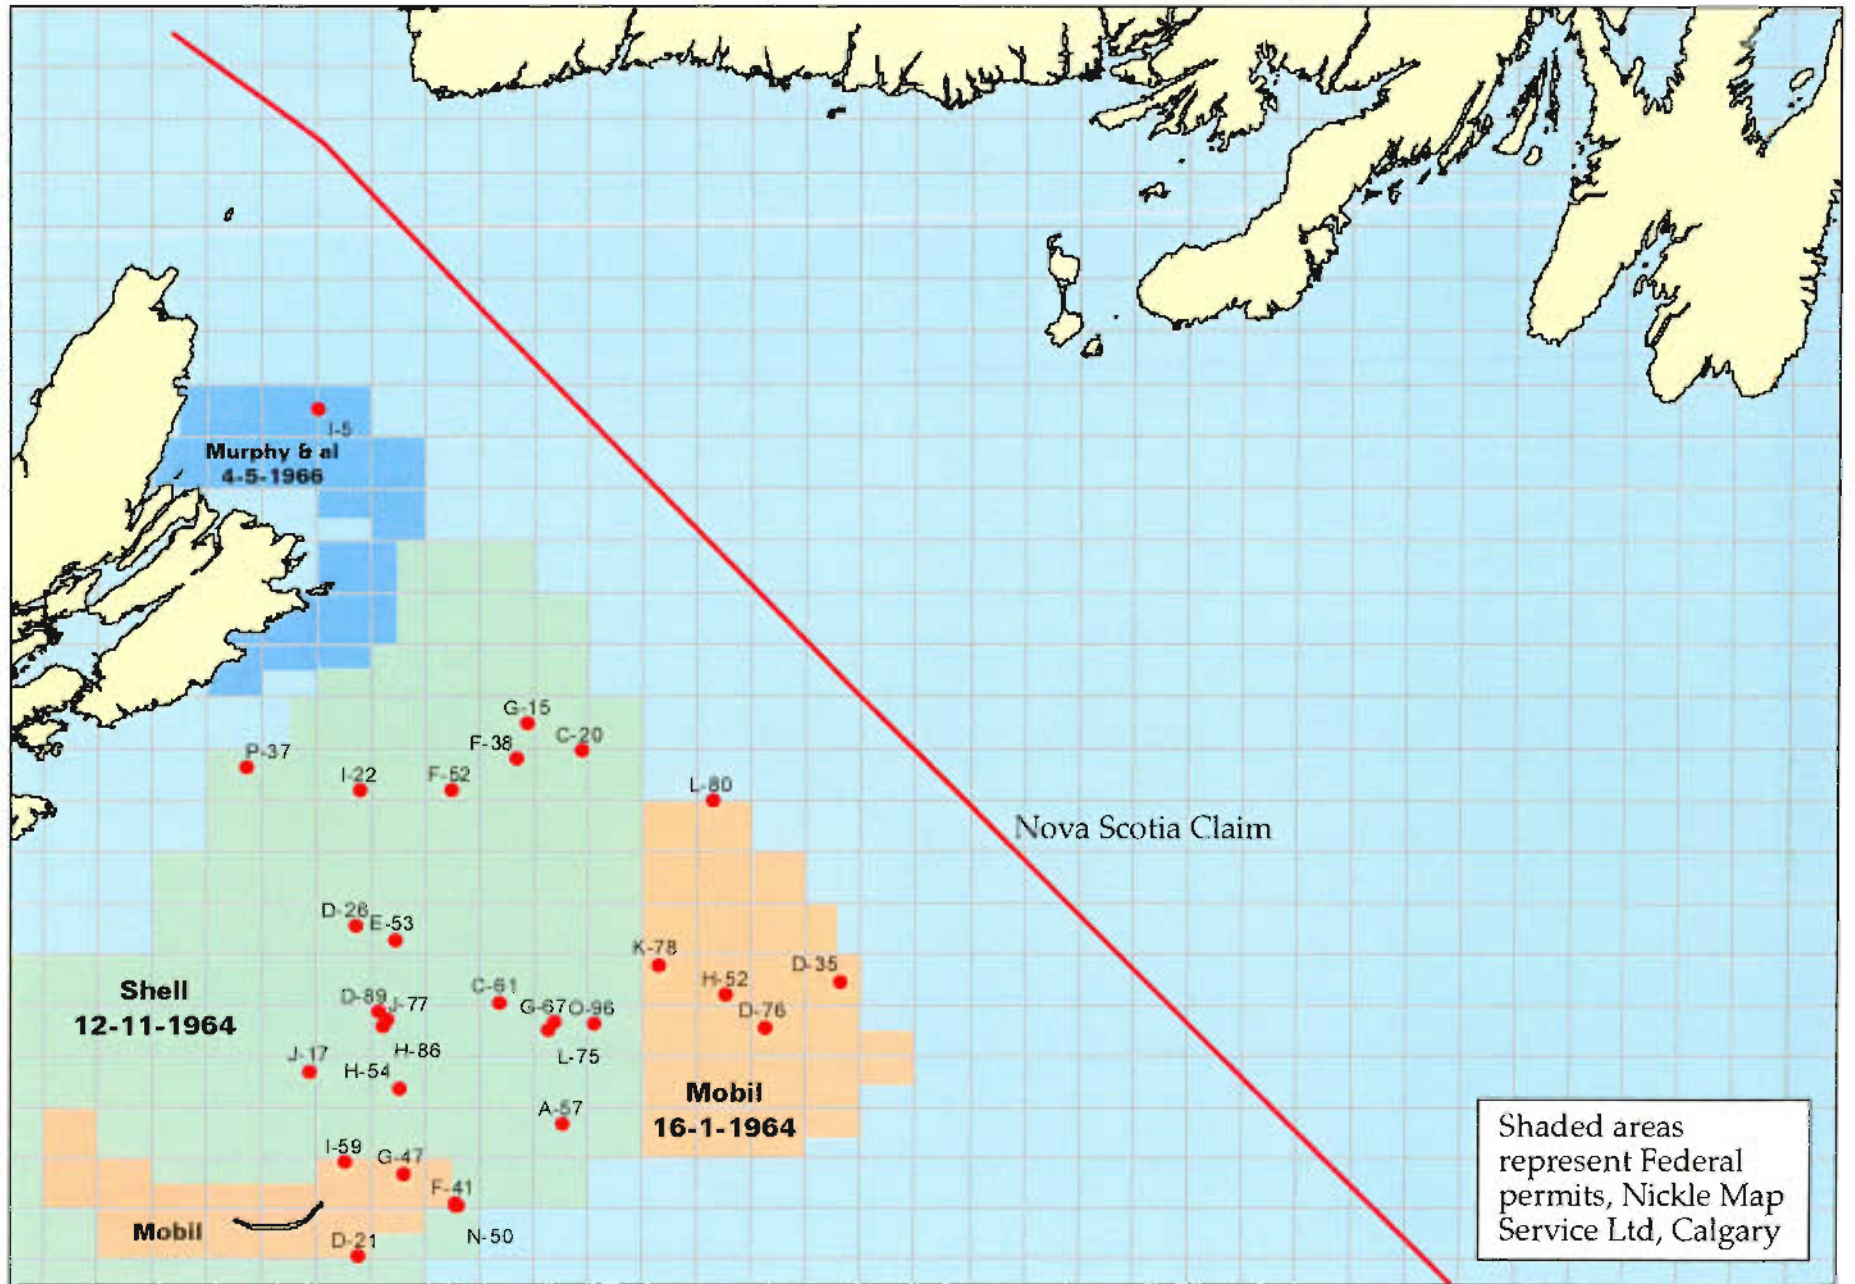 I-5
Murphy & al
4-5-1966
G-15
C-20
F-38
P-37
I-22
F-52
L-80
Nova Scotia Claim
D-26
E-53
K-78
D-35
H-52
D-76
Shell
12-11-1964
D-89
J-77
C-61
G-67
O-96
H-86
L-75
J-17
H-54
A-57
Mobil
16-1-1964
I-59
G-47
F-41
N-50
Mobil
D-21
Shaded areas
represent Federal
permits, Nickle Map
Service Ltd, Calgary